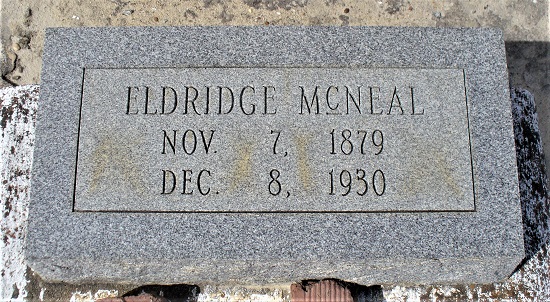 ELDRIDGE McNEAL
NOV. 7, 1879
DEC. 8, 1930